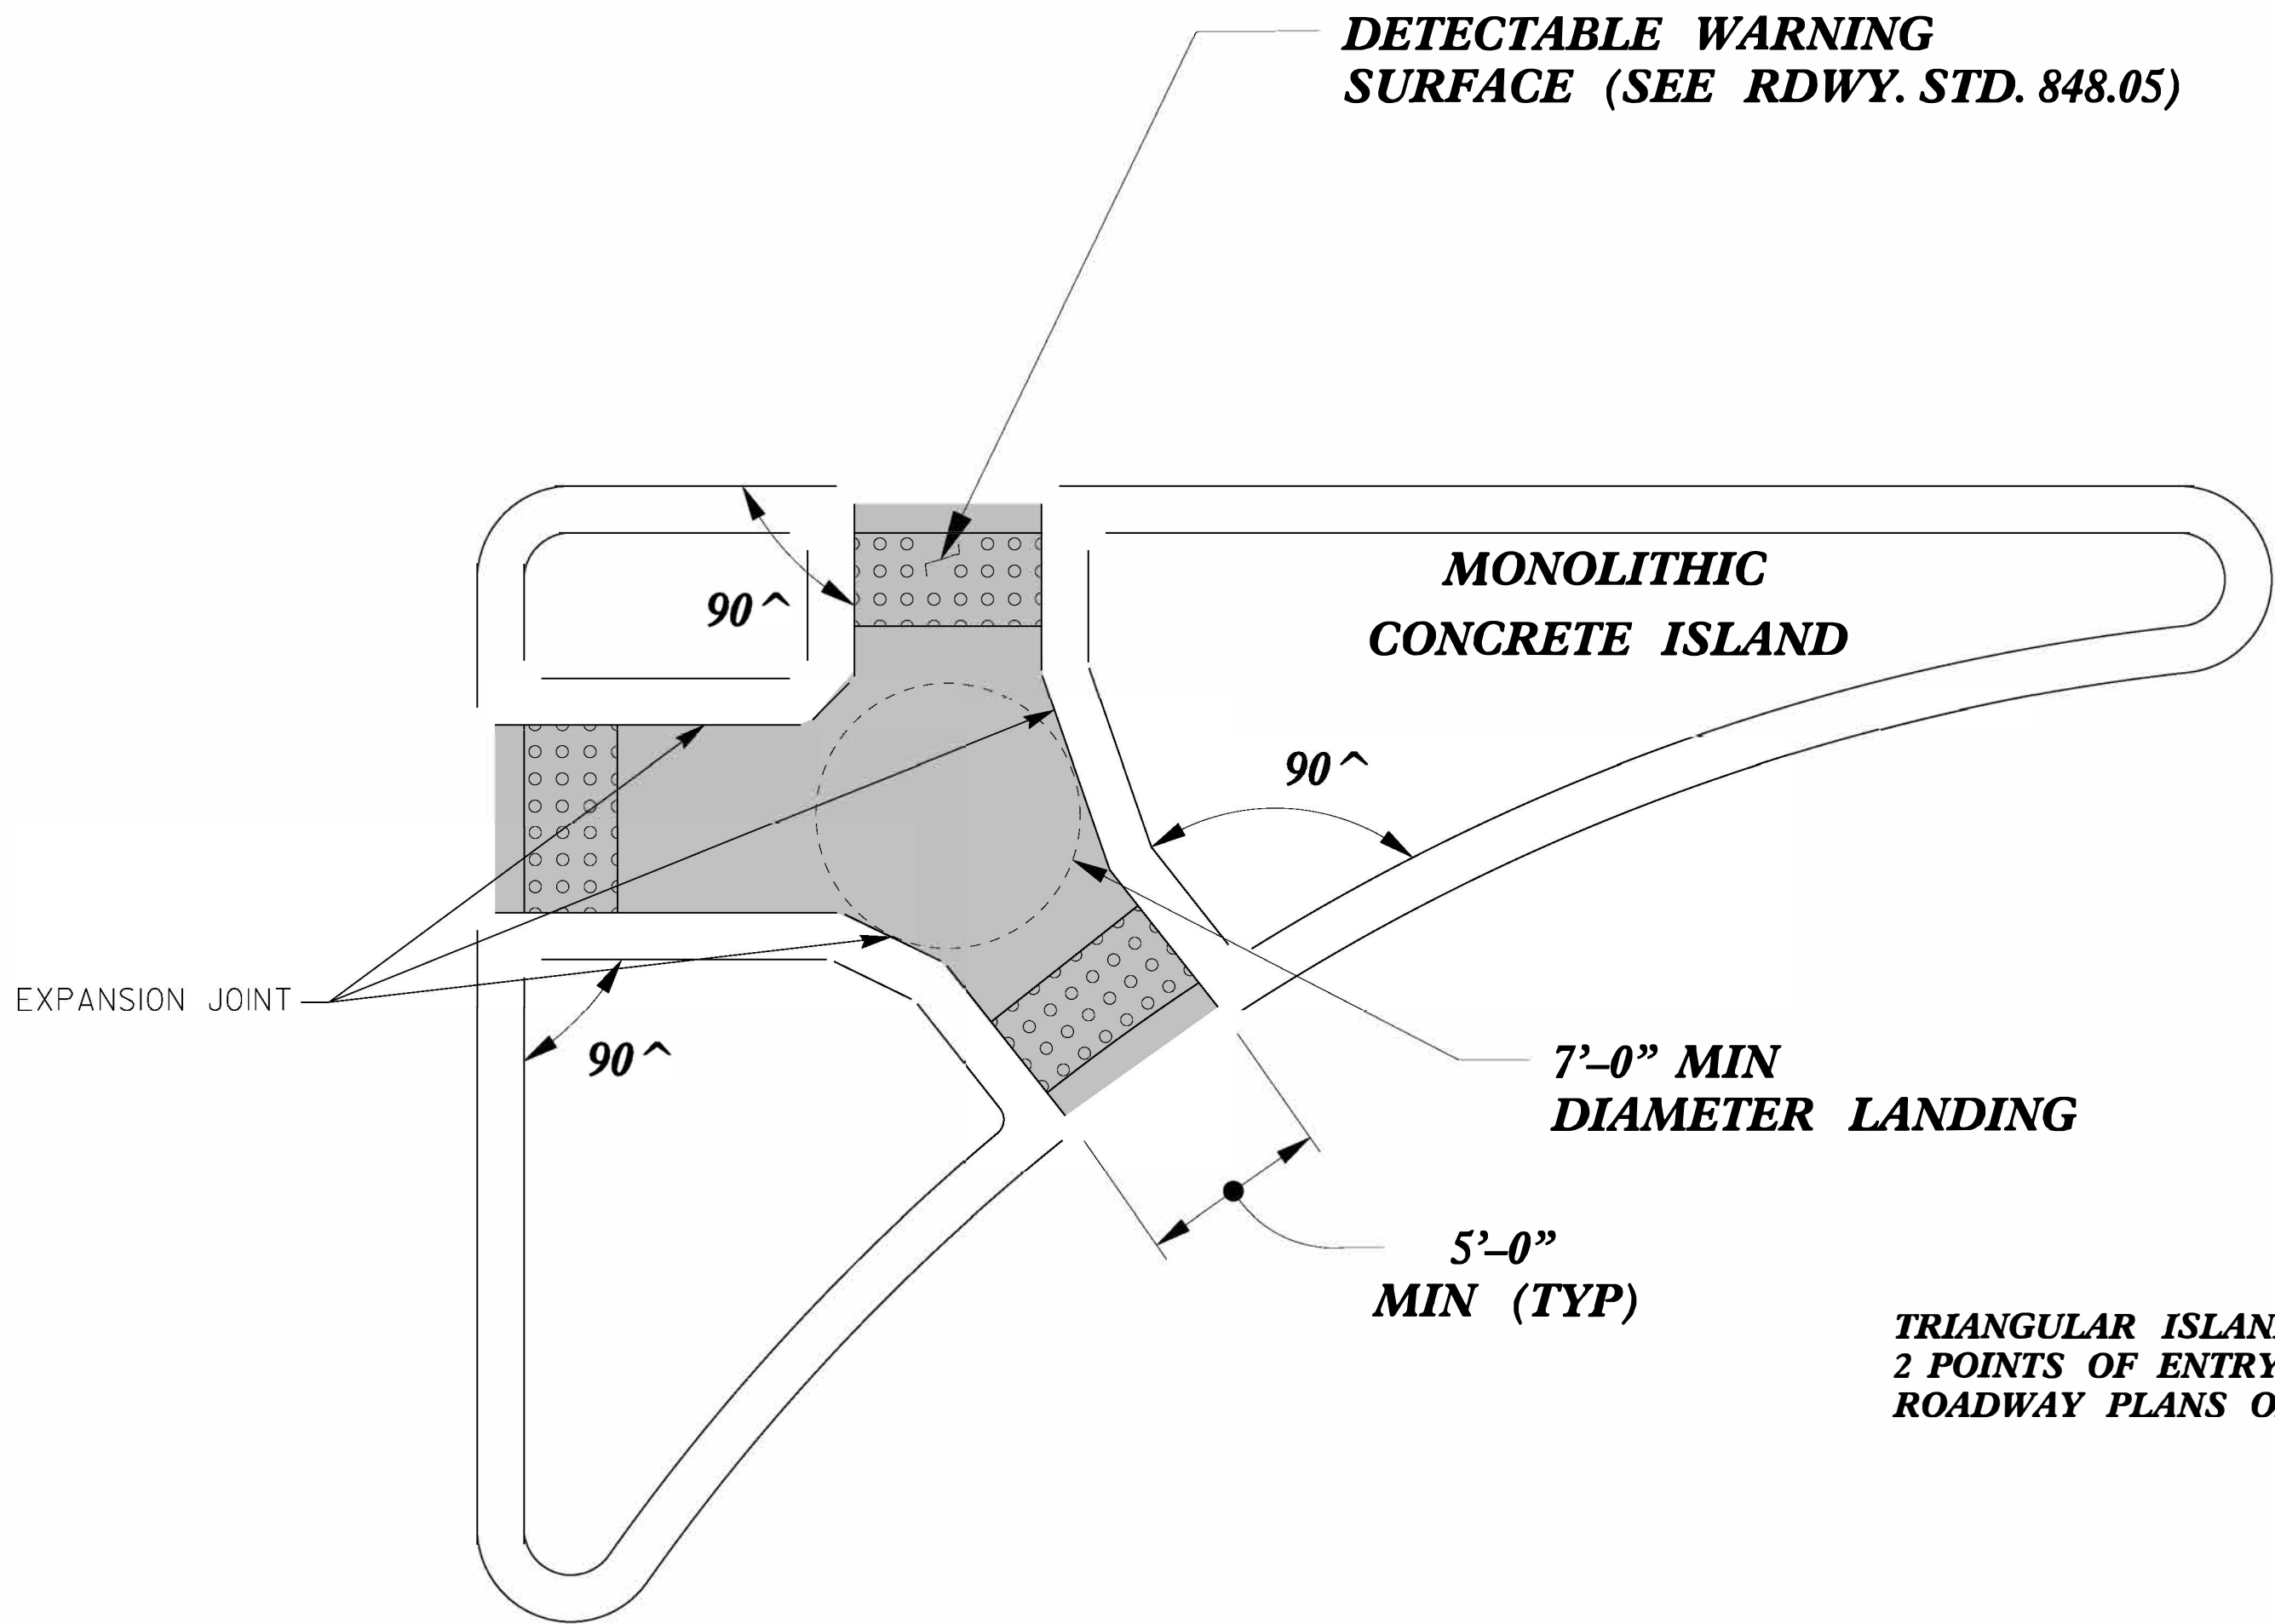 DETECTABLE WARNING
SURFACE (SEE RDWY. STD. 848.05)
MONOLITHIC
CONCRETE ISLAND
90^
90^
EXPANSION JOINT
90^
7’–0” MIN
DIAMETER LANDING
5’–0”
MIN (TYP)
TRIANGULAR
2 POINTS OF ENTRY
ROADWAY PLANS